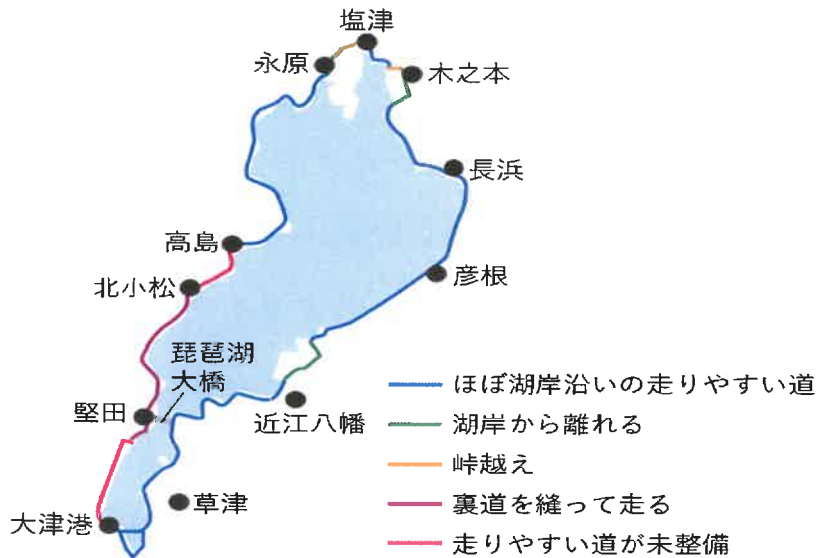 塩津
永原
木之本
長浜
高島
北小松
彦根
琵琶湖
大橋
堅田
近江八幡
草津
大津港
ほぼ湖岸沿いの走りやすい道
湖岸から離れる
峠越え
裏道を縫って走る
走りやすい道が未整備